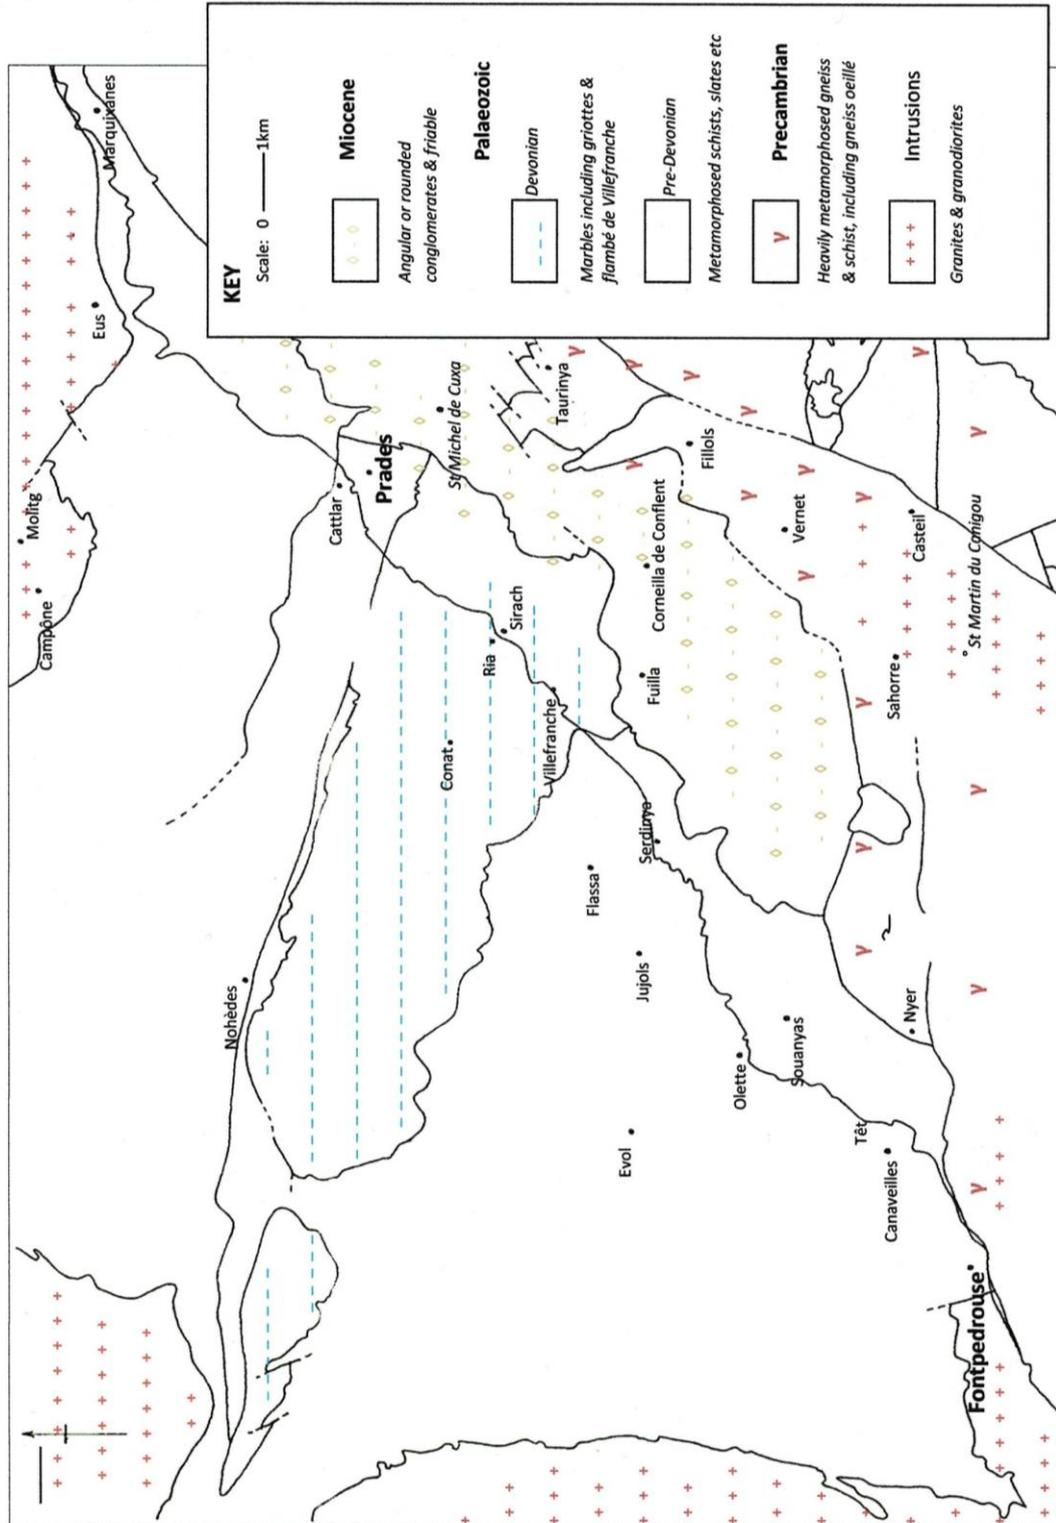 Molitg
Campône
Eus
Marquixanes
Nohèdes
Cattlar
Prades
Conat
St Michel de Cuxa
Ria
Sirach
Villefranche
Taurinya
Flassa
Evol
Jujols
Serdinya
Fuilla
Corneilla de Conflent
Fillols
Olette
Souanyas
Vernet
Têt
Canaveilles
Sahorre
Nyer
Casteil
Fontpedrouse
St Martin du Canigou
KEY
Scale: 0 1km
Miocene
Angular or rounded
conglomerates & friable
Palaeozoic
Devonian
Marbles including griottes &
flambé de Villefranche
Pre-Devonian
Metamorphosed schists, slates etc
Precambrian
Heavily metamorphosed gneiss
& schist, including gneiss oeillé
Intrusions
Granites & granodiorites